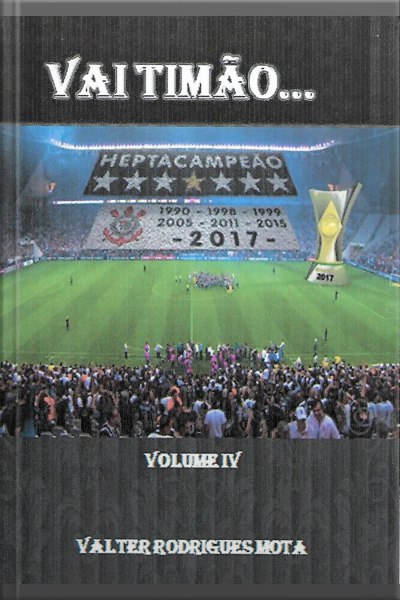 VAI TIMÃO...
HEPTACAMPEÃO
1990 - 1998 - 1999
2005 - 2011 - 2015
- 2017 -
2017
VOLUME IV
VALTER RODRIGUES MOTA